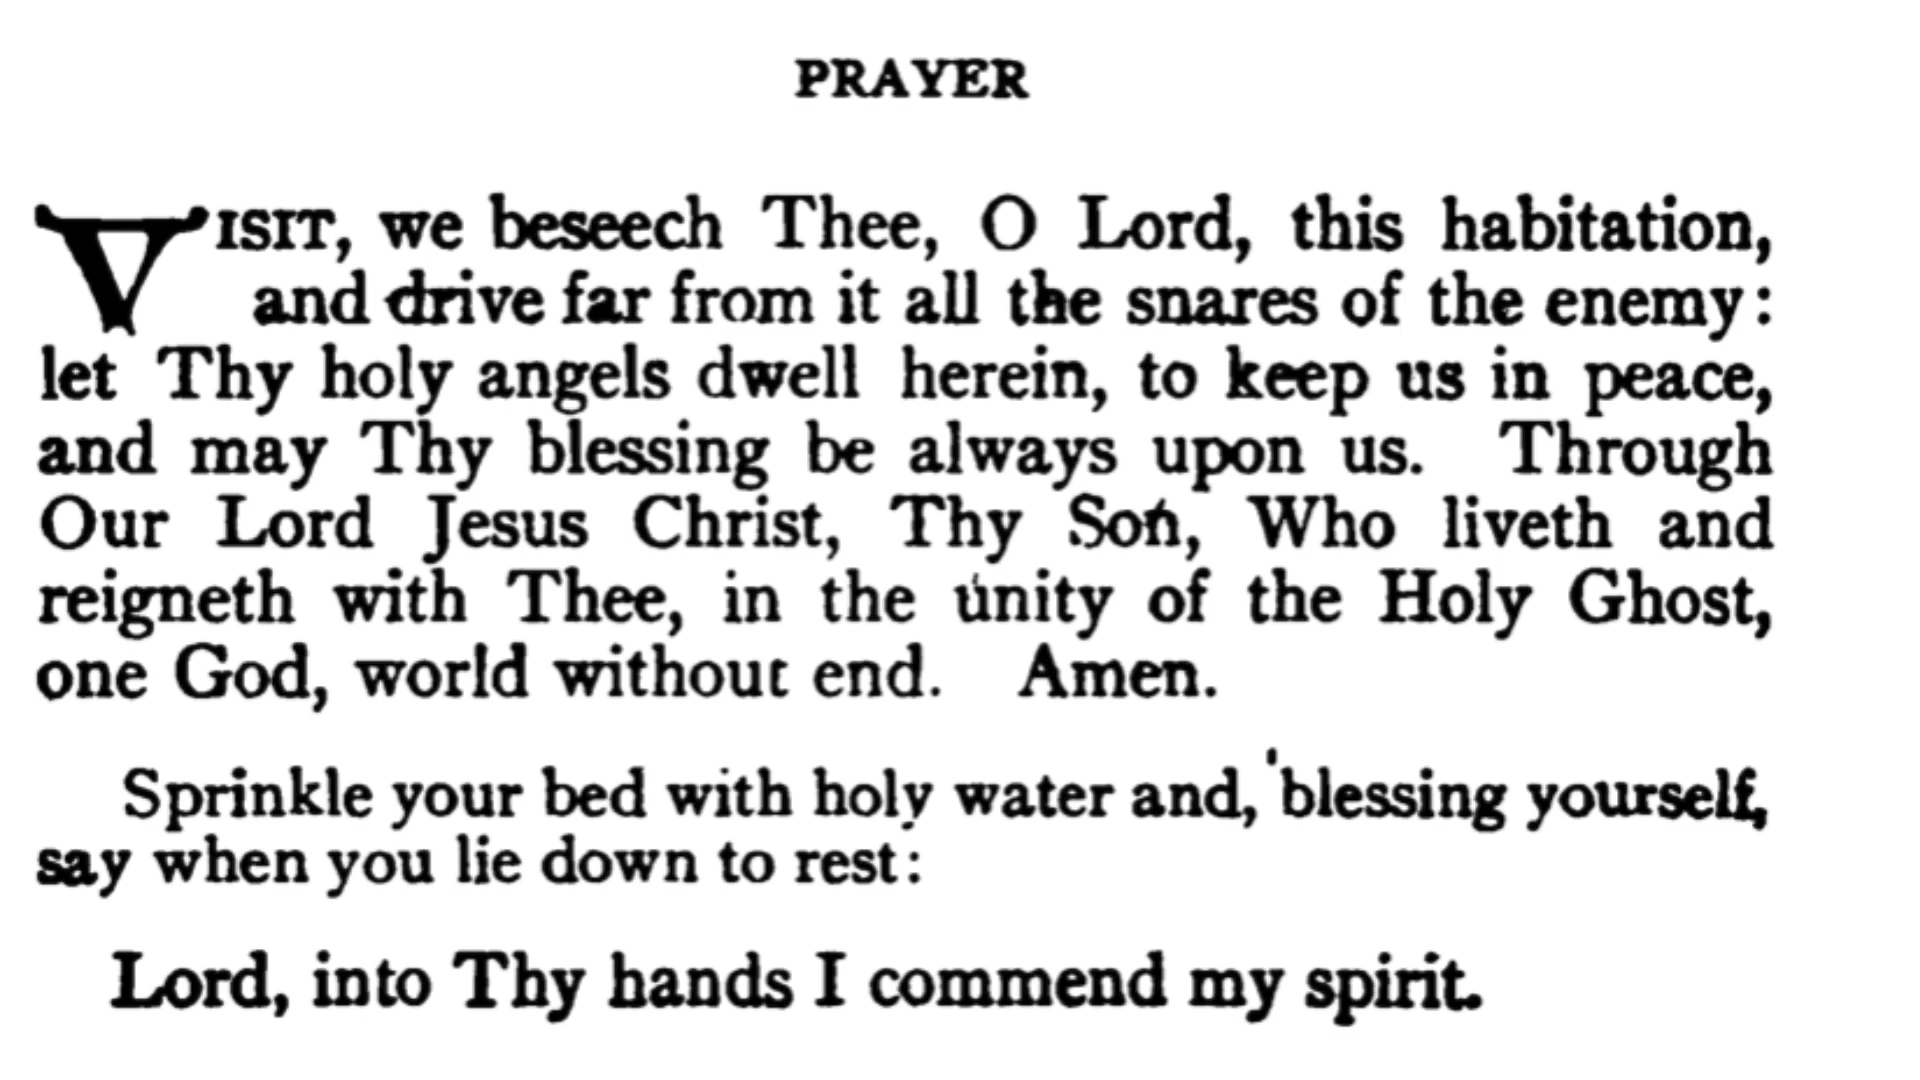 PRAYER
VISIT, we beseech Thee, O Lord, this habitation,
and drive far from it all the snares of the enemy:
let Thy holy angels dwell herein, to keep us in peace,
and may Thy blessing be always upon us. Through
Our Lord Jesus Christ, Thy Son, Who liveth and
reigneth with Thee, in the unity of the Holy Ghost,
one God, world without end. Amen.
Sprinkle your bed with holy water and, blessing yourself,
say when you lie down to rest:
Lord, into Thy hands I commend my spirit.